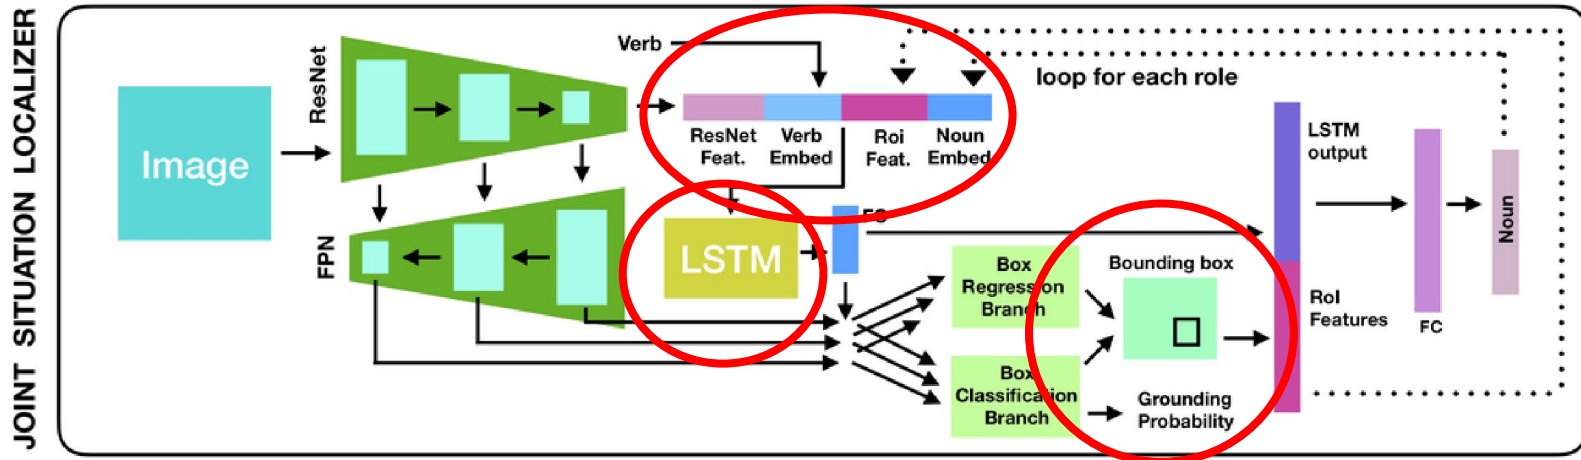 JOINT SITUATION LOCALIZER
Image
ResNet
FPN
Verb
ResNet
Feat.
Verb
Embed
Roi
Feat.
Noun
Embed
loop for each role
LSTM
FC
Box
Regression
Branch
Box
Classification
Branch
Bounding box
Grounding
Probability
LSTM
output
RoI
Features
FC
Noun